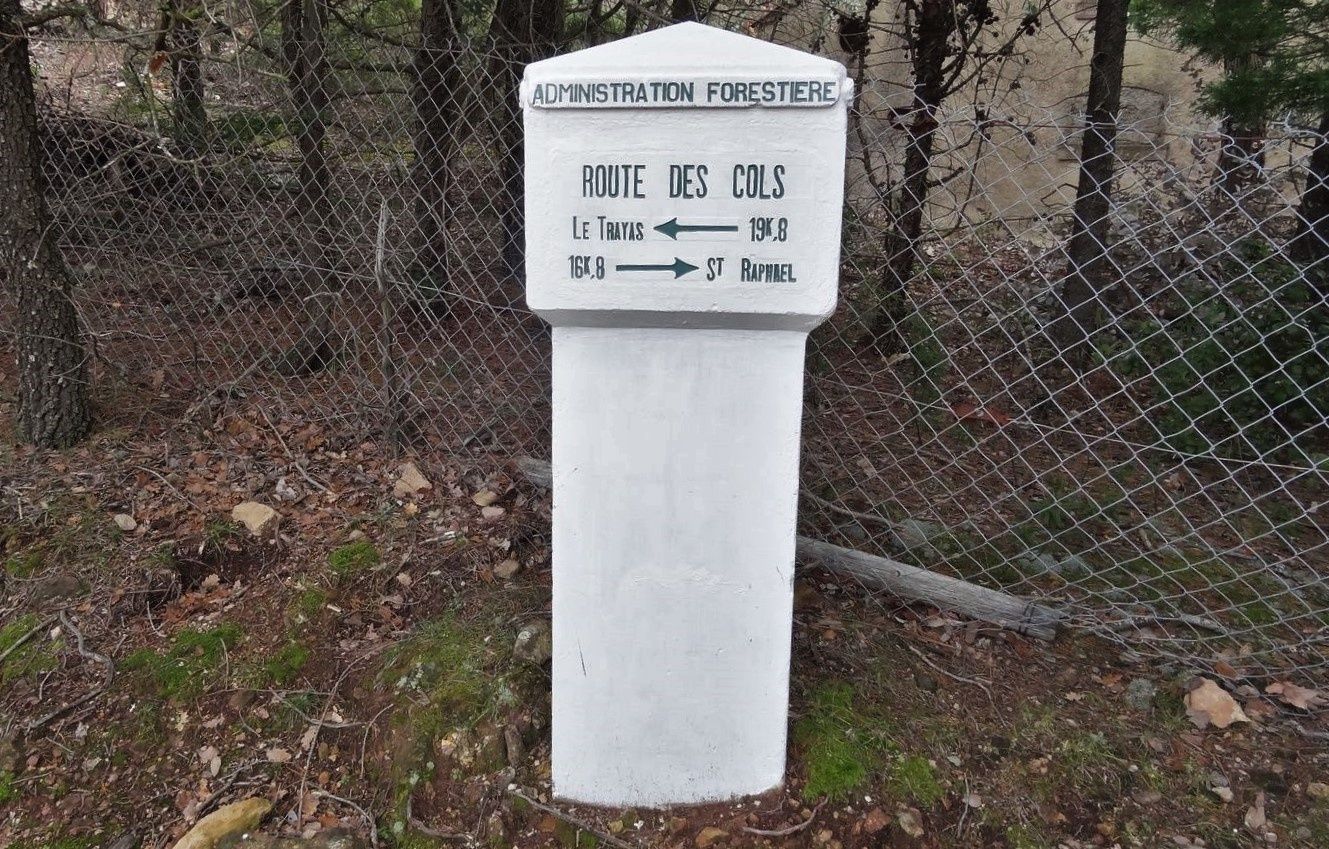 ADMINISTRATION FORESTIERE
ROUTE DES COLS
LE TRAYAS ← 19K,8
16K,8 → ST RAPHAEL